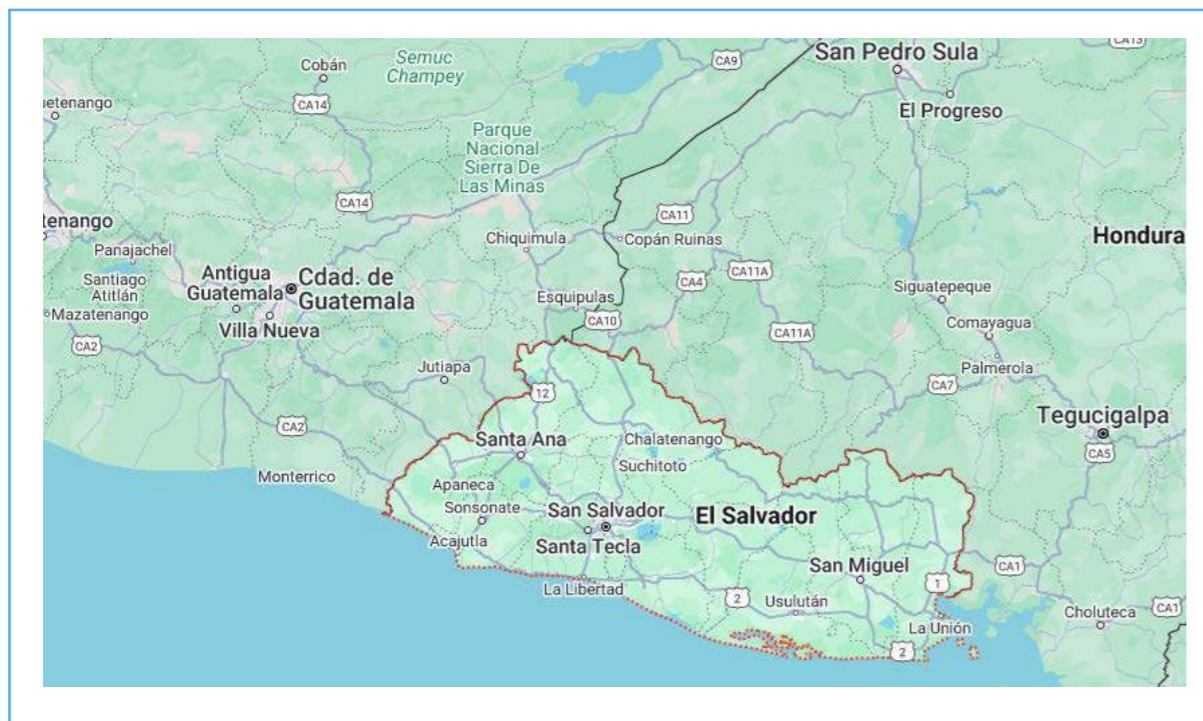 Cobán
Semuc
Champey
CA9
San Pedro Sula
CA13
CA14
uetenango
El Progreso
Parque
Nacional
Sierra De
Las Minas
CA14
CA11
tenango
Panajachel
Chiquimula
Copán Ruinas
Hondura
Santiago
Atitlán
Antigua
Guatemala
Cdad. de
Guatemala
CA4
CA11A
Siguatepeque
Mazatenango
Villa Nueva
Esquipulas
CA10
CA11A
Comayagua
CA2
Jutiapa
Palmerola
12
CA7
Tegucigalpa
CA2
Santa Ana
Chalatenango
CA5
Monterrico
Apaneca
Suchitoto
Sonsonate
San Salvador
El Salvador
Acajutla
Santa Tecla
San Miguel
CA1
La Libertad
1
2
Usulután
Choluteca
CA1
La Unión
2